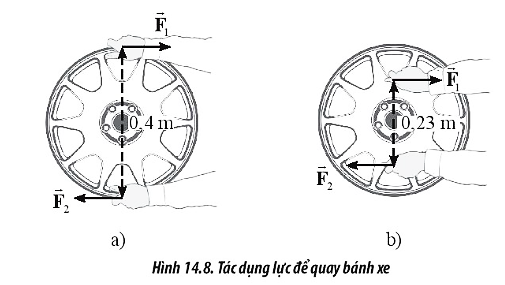 F₁
0,4 m
F₂
a)
F₁
0,23 m
F₂
b)
Hình 14.8. Tác dụng lực để quay bánh xe